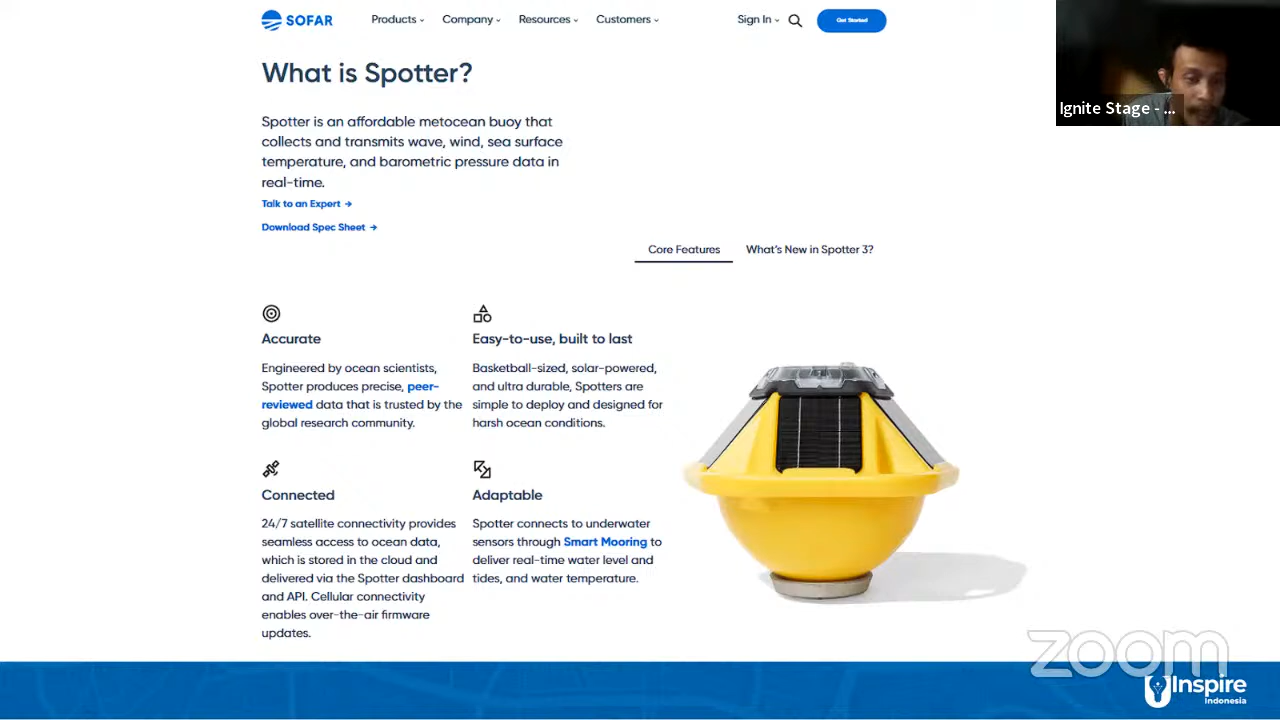 SOFAR
Products
Company
Resources
Customers
Sign In
Get Started
Ignite Stage - ...
What is Spotter?
Spotter is an affordable metocean buoy that
collects and transmits wave, wind, sea surface
temperature, and barometric pressure data in
real-time.
Talk to an Expert →
Download Spec Sheet →
Core Features
What's New in Spotter 3?
Accurate
Engineered by ocean scientists,
Spotter produces precise, peer-
reviewed data that is trusted by the
global research community.
Easy-to-use, built to last
Basketball-sized, solar-powered,
and ultra durable, Spotters are
simple to deploy and designed for
harsh ocean conditions.
Connected
24/7 satellite connectivity provides
seamless access to ocean data,
which is stored in the cloud and
delivered via the Spotter dashboard
and API. Cellular connectivity
enables over-the-air firmware
updates.
Adaptable
Spotter connects to underwater
sensors through Smart Mooring to
deliver real-time water level and
tides, and water temperature.
zoom
Inspire
Indonesia